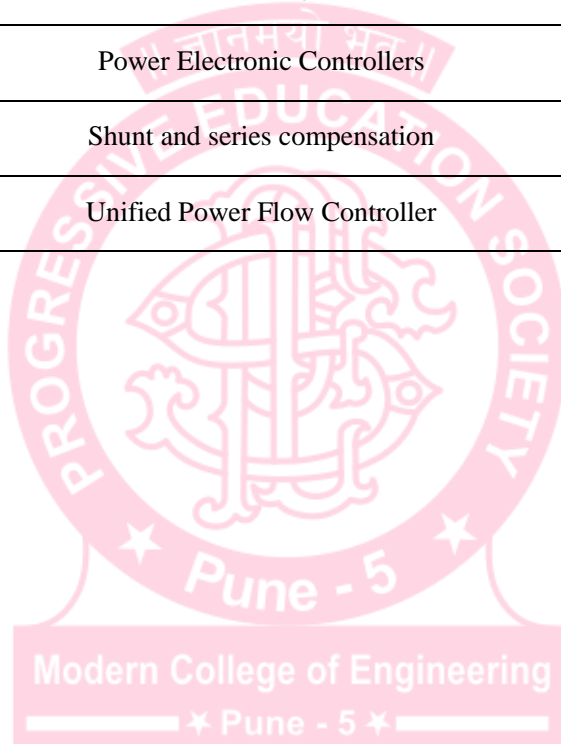 ॥ ज्ञानमयो भव ॥
Power Electronic Controllers
Shunt and series compensation
Unified Power Flow Controller
PROGRESSIVE EDUCATION SOCIETY
Pune - 5
Modern College of Engineering
Pune - 5